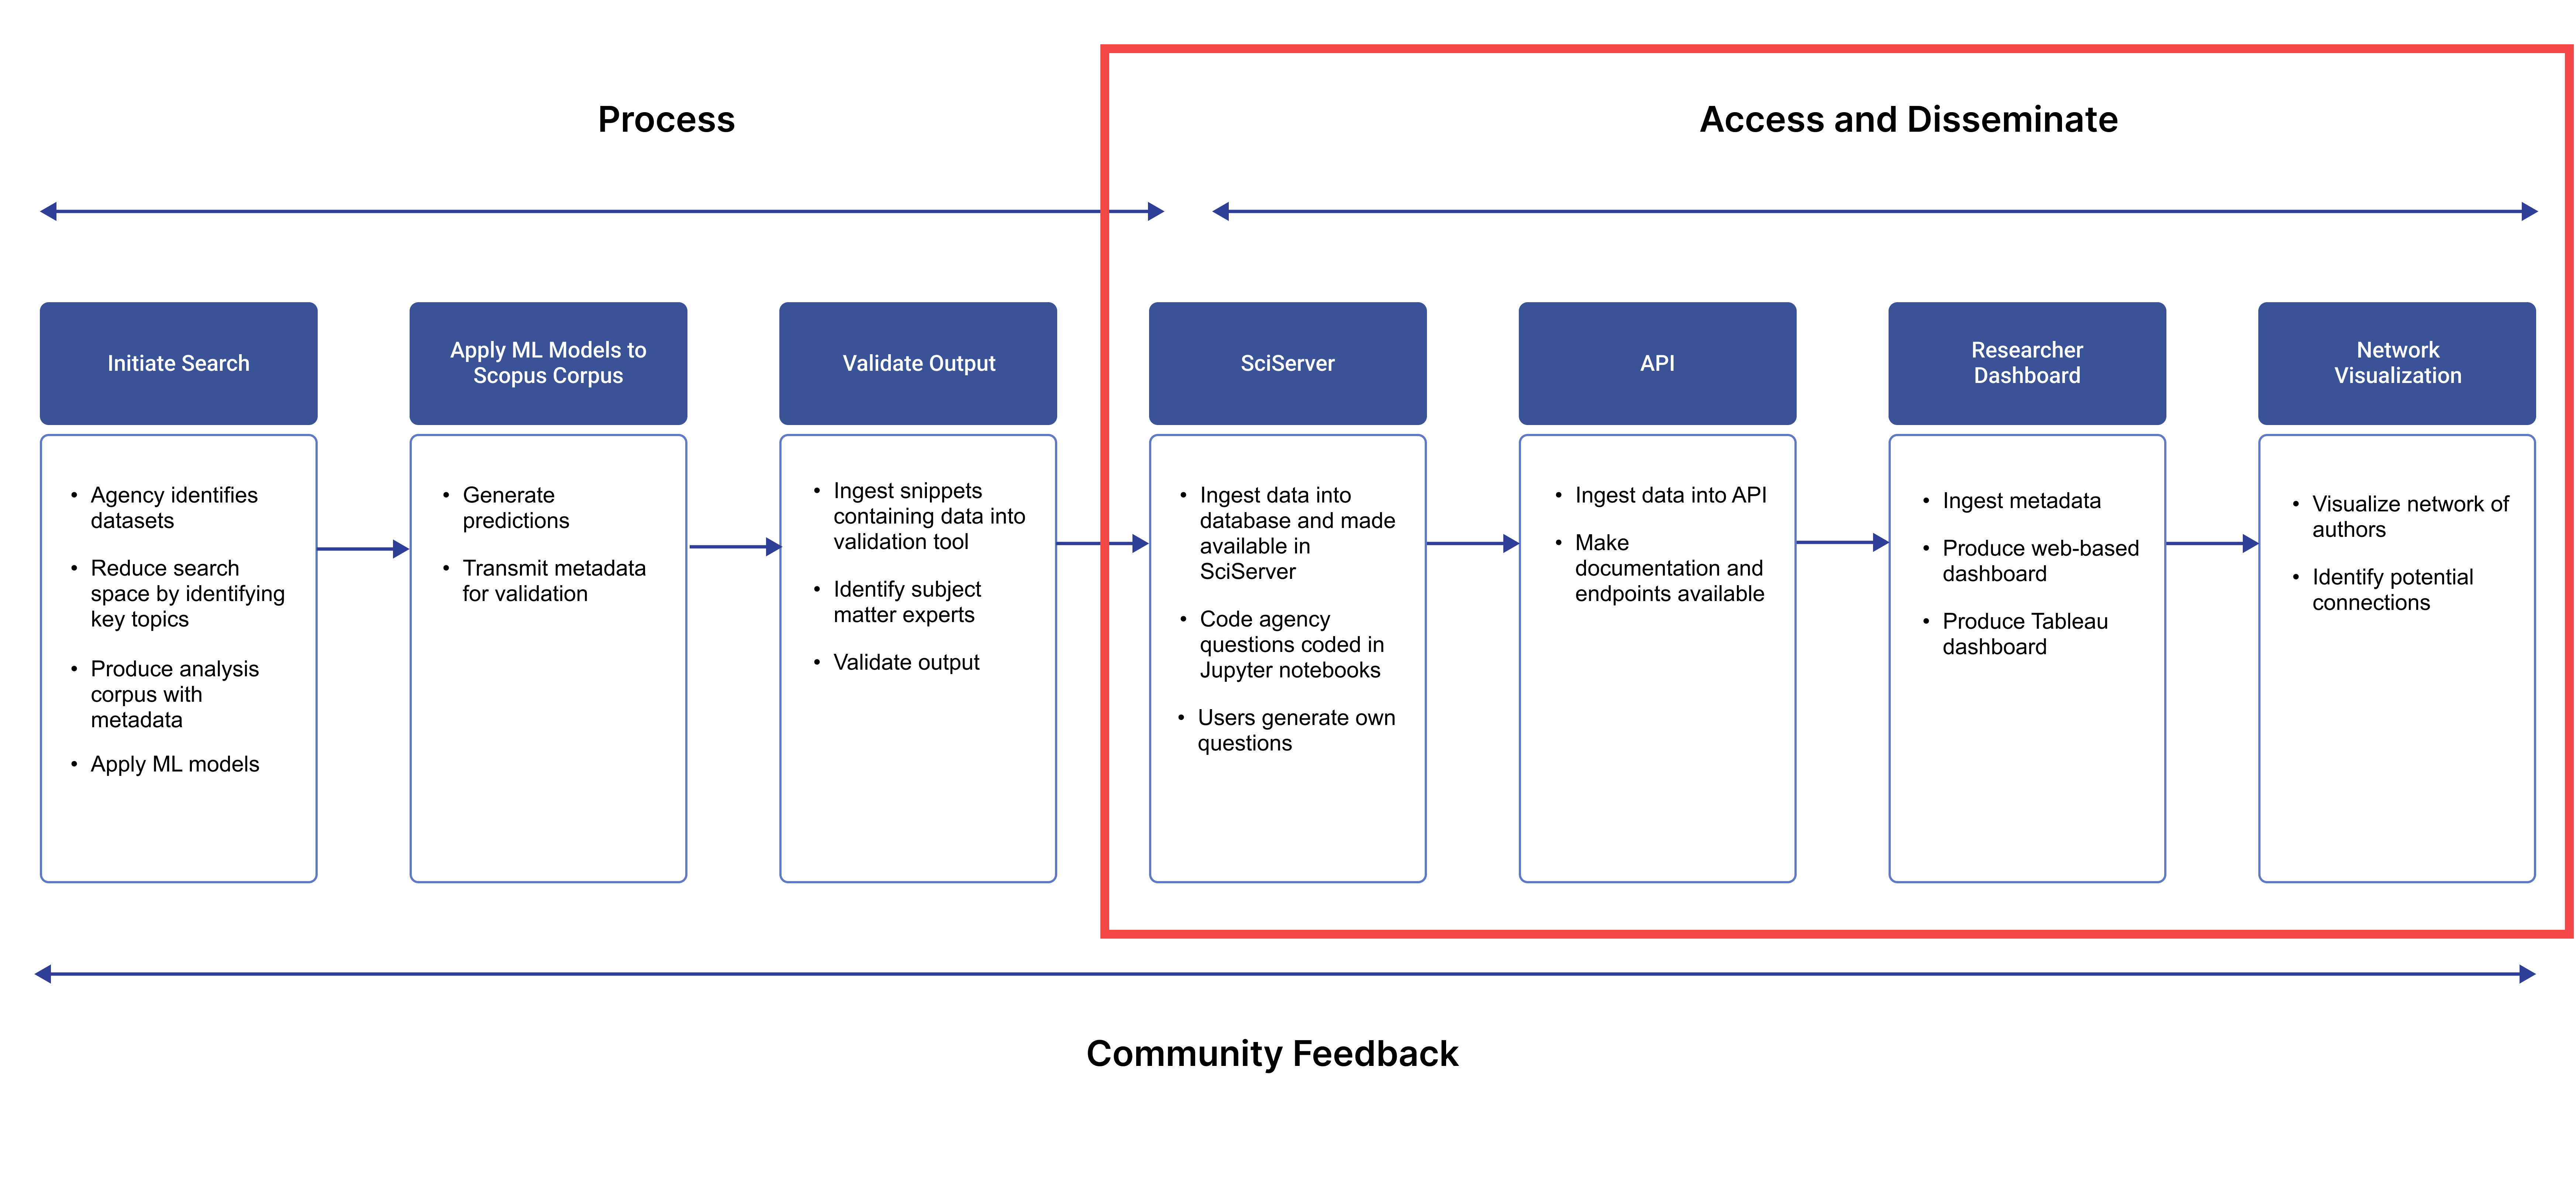 Process
Access and Disseminate
Initiate Search
Apply ML Models to
Scopus Corpus
Validate Output
SciServer
API
Researcher
Dashboard
Network
Visualization
• Agency identifies
datasets
• Reduce search
space by identifying
key topics
• Produce analysis
corpus with
metadata
• Apply ML models
• Generate
predictions
• Transmit metadata
for validation
• Ingest snippets
containing data into
validation tool
• Identify subject
matter experts
• Validate output
• Ingest data into
database and made
available in
SciServer
• Code agency
questions coded in
Jupyter notebooks
• Users generate own
questions
• Ingest data into API
• Make
documentation and
endpoints available
• Ingest metadata
• Produce web-based
dashboard
• Produce Tableau
dashboard
• Visualize network of
authors
• Identify potential
connections
Community Feedback